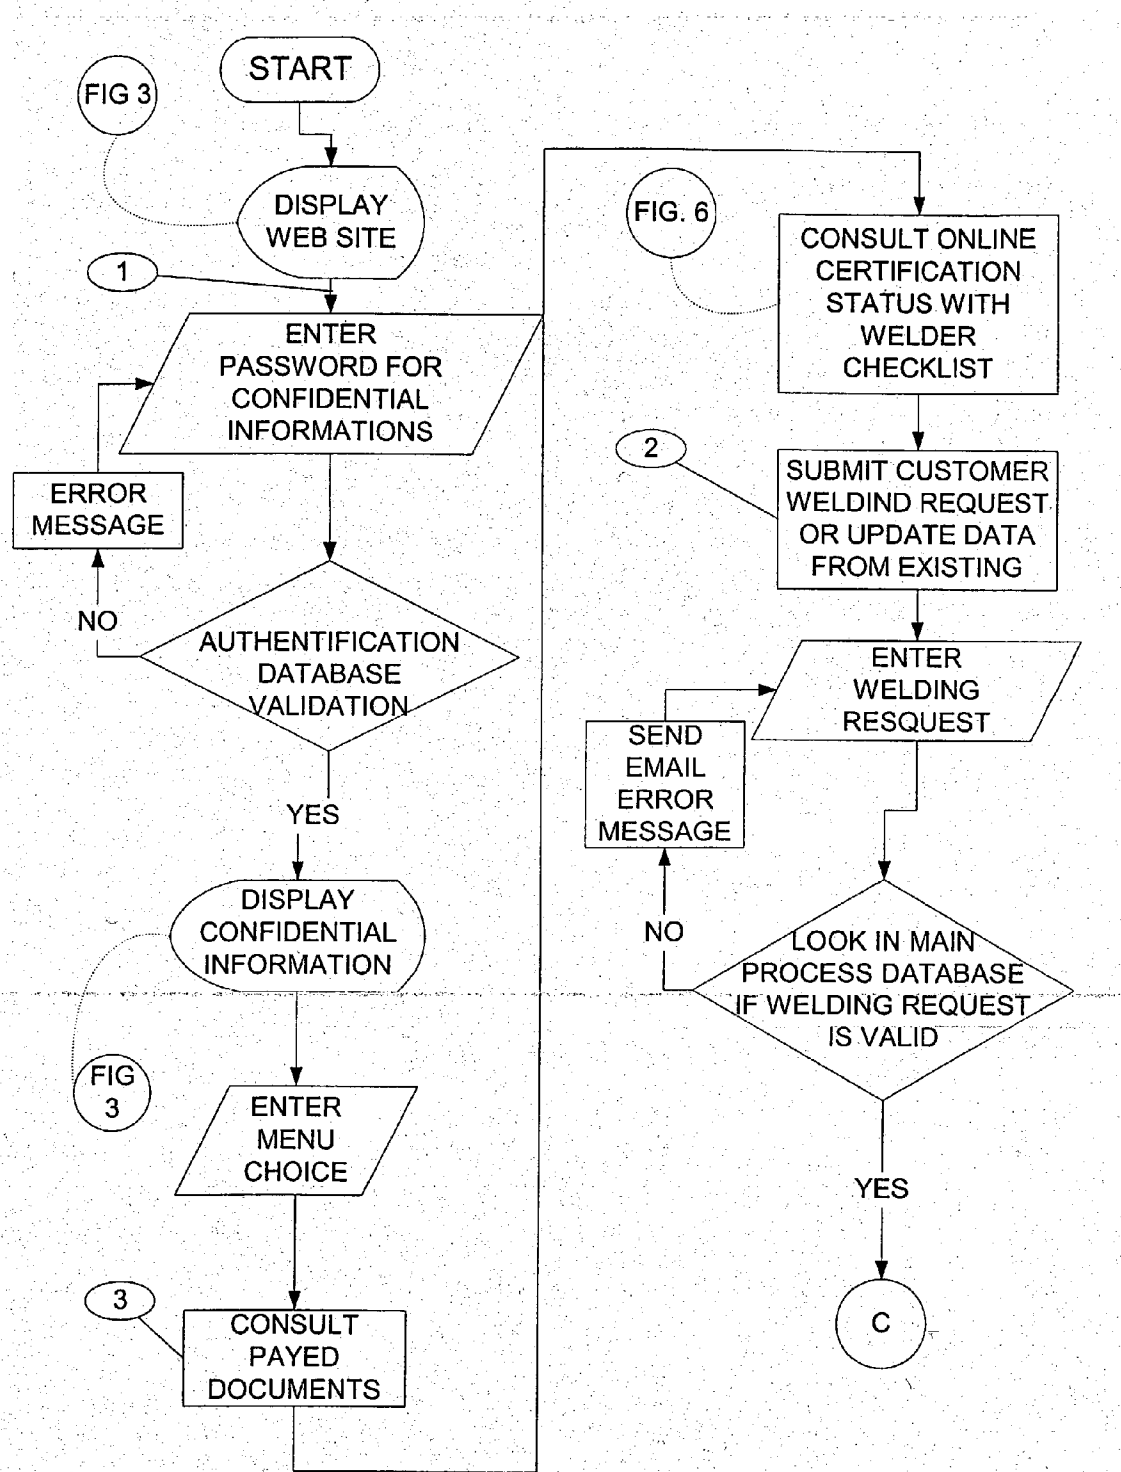 START
FIG 3
DISPLAY
WEB SITE
1
ENTER
PASSWORD FOR
CONFIDENTIAL
INFORMATIONS
ERROR
MESSAGE
NO
AUTHENTIFICATION
DATABASE
VALIDATION
YES
DISPLAY
CONFIDENTIAL
INFORMATION
FIG
3
ENTER
MENU
CHOICE
3
CONSULT
PAYED
DOCUMENTS
FIG. 6
CONSULT ONLINE
CERTIFICATION
STATUS WITH
WELDER
CHECKLIST
2
SUBMIT CUSTOMER
WELDIND REQUEST
OR UPDATE DATA
FROM EXISTING
ENTER
WELDING
RESQUEST
SEND
EMAIL
ERROR
MESSAGE
NO
LOOK IN MAIN
PROCESS DATABASE
IF WELDING REQUEST
IS VALID
YES
C